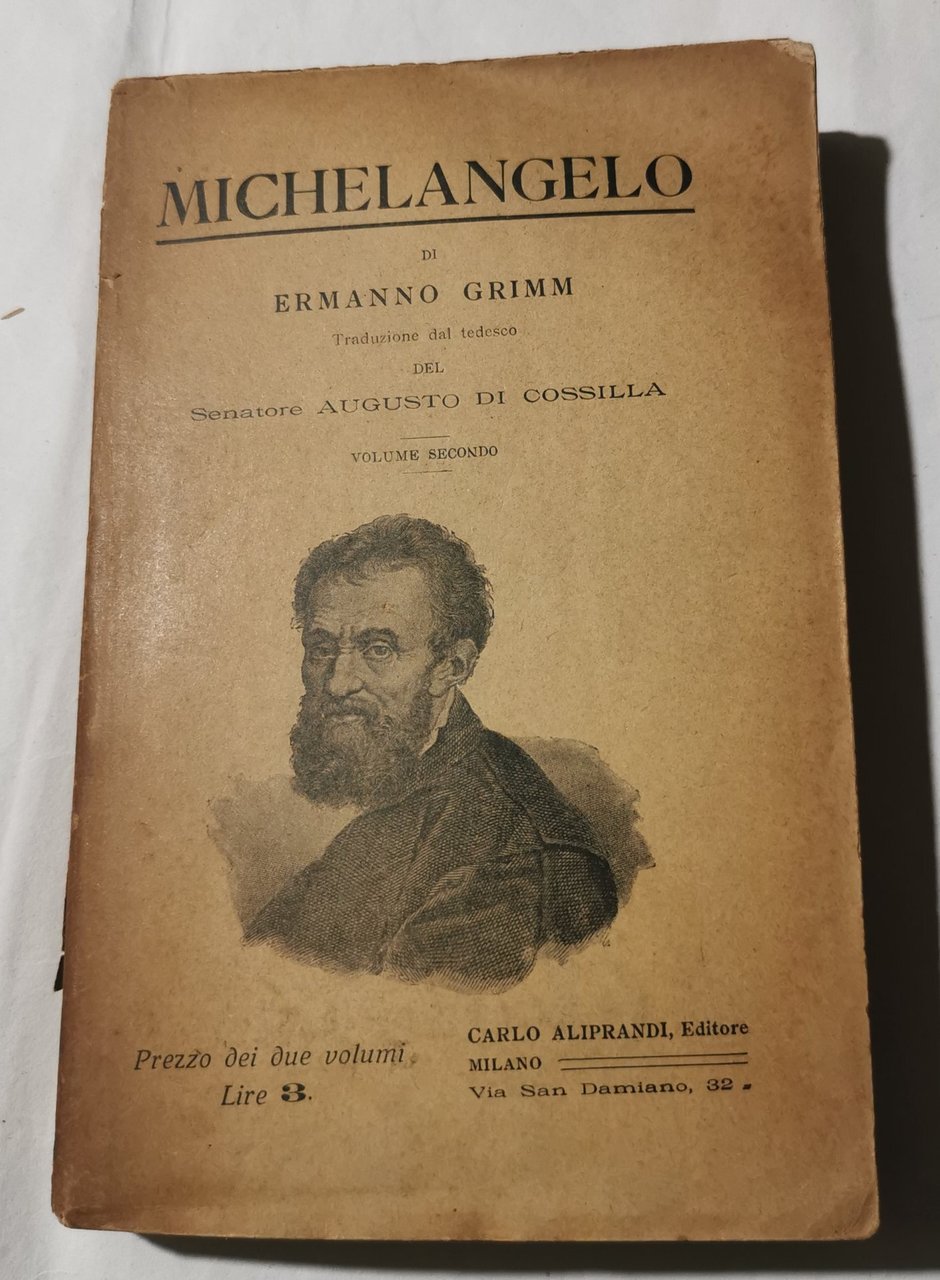 MICHELANGELO
DI
ERMANNO GRIMM
Traduzione dal tedesco
DEL
Senatore AUGUSTO DI COSSILLA
VOLUME SECONDO
Prezzo dei due volumi
Lire 3.
CARLO ALIPRANDI, Editore
MILANO
Via San Damiano, 32